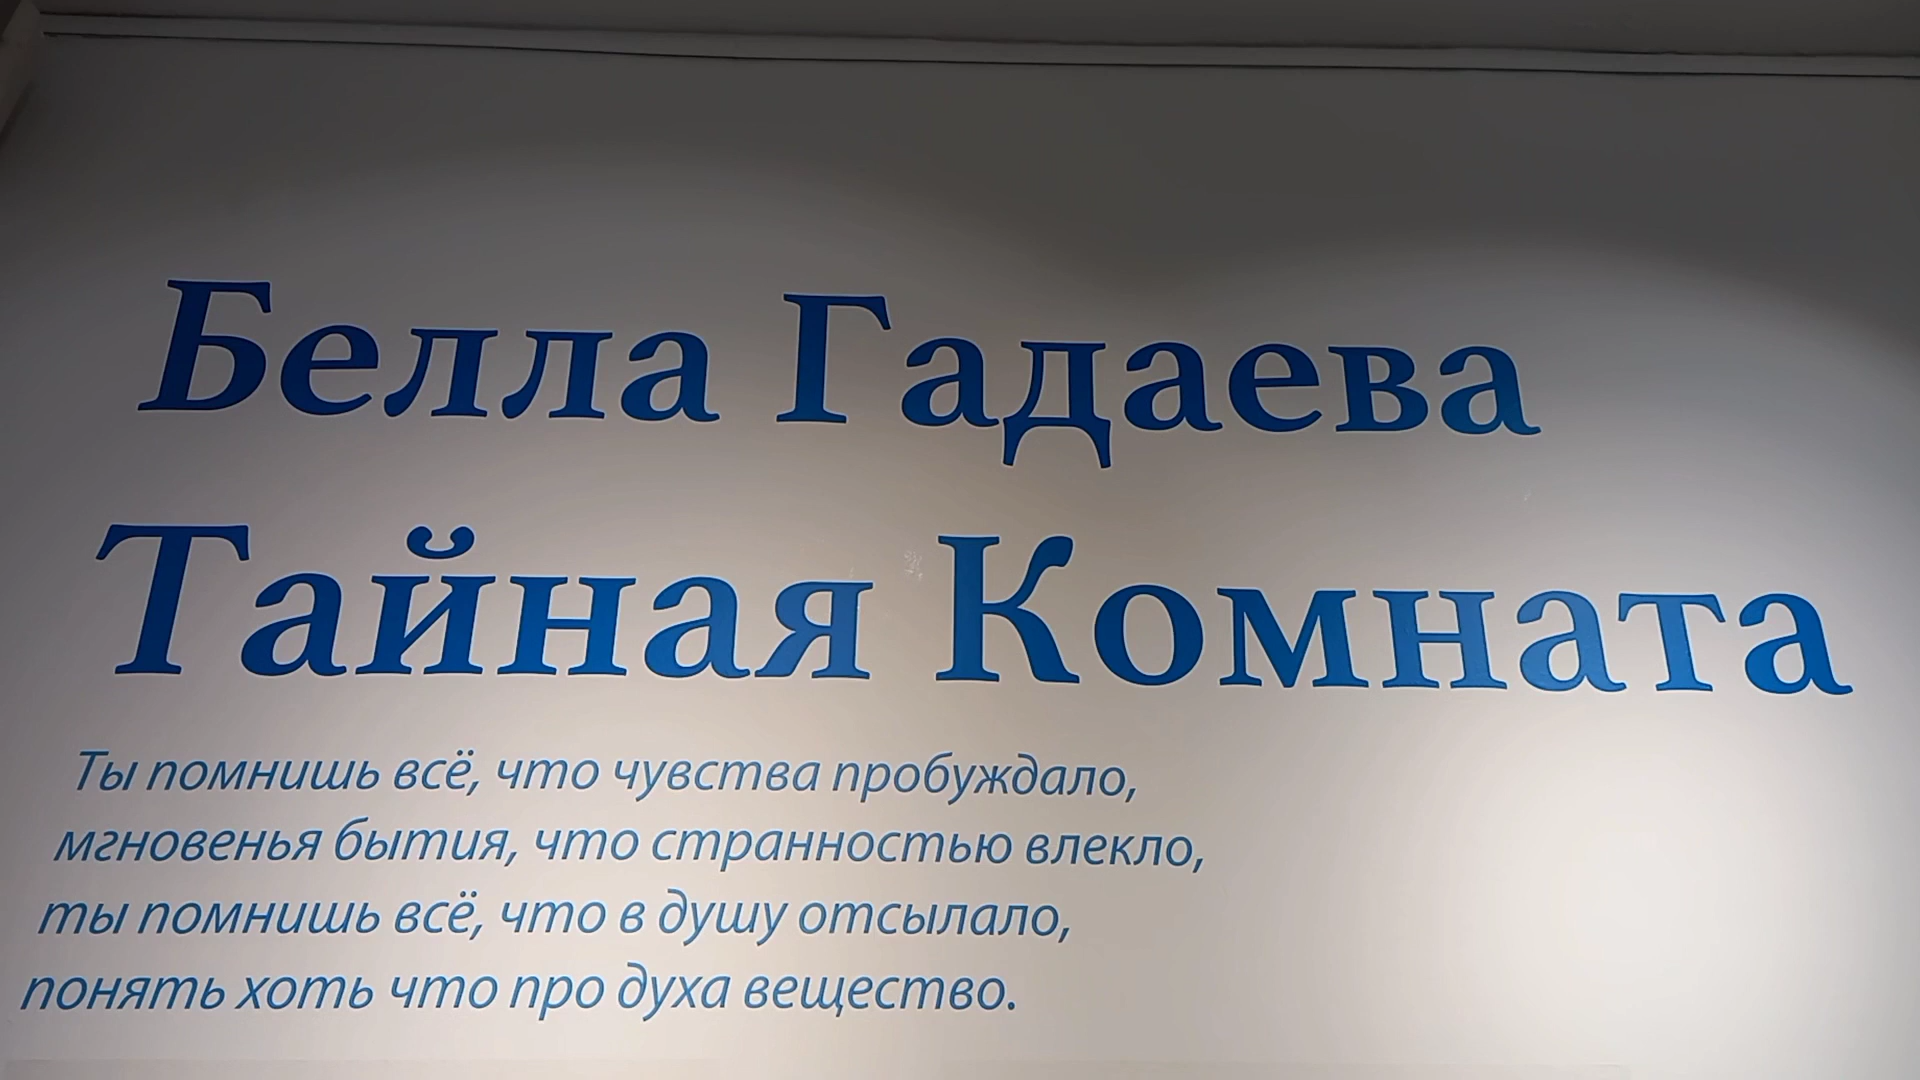 Белла Гадаева
Тайная Комната
Ты помнишь всё, что чувства пробуждало,
мгновенья бытия, что странностью влекло,
ты помнишь всё, что в душу отсылало,
понять хоть что про духа вещество.